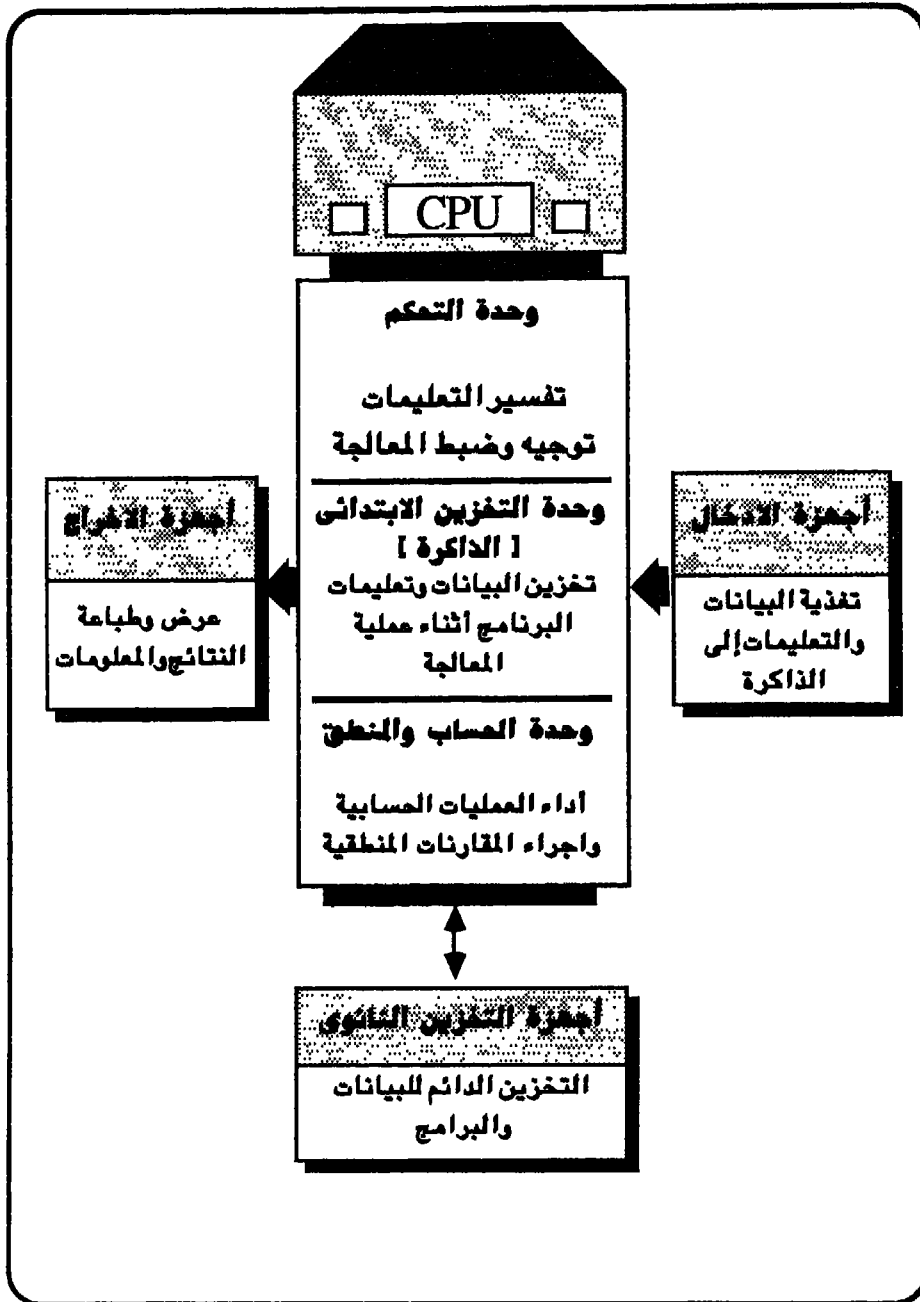 CPU
وحدة التحكم
تفسير التعليمات
توجيه وضبط المعالجة
وحدة التخزين الابتدائى
[ الذاكرة ]
تخزين البيانات وتعليمات
البرنامج أثناء عملية
المعالجة
وحدة الحساب والمنطق
أداء العمليات الحسابية
واجراء المقارنات المنطقية
أجهزة الادخال
تغذية البيانات
والتعليمات إلى
الذاكرة
أجهزة الاخراج
عرض وطباعة
النتائج والمعلومات
أجهزة التخزين الثانوى
التخزين الدائم للبيانات
والبرامج